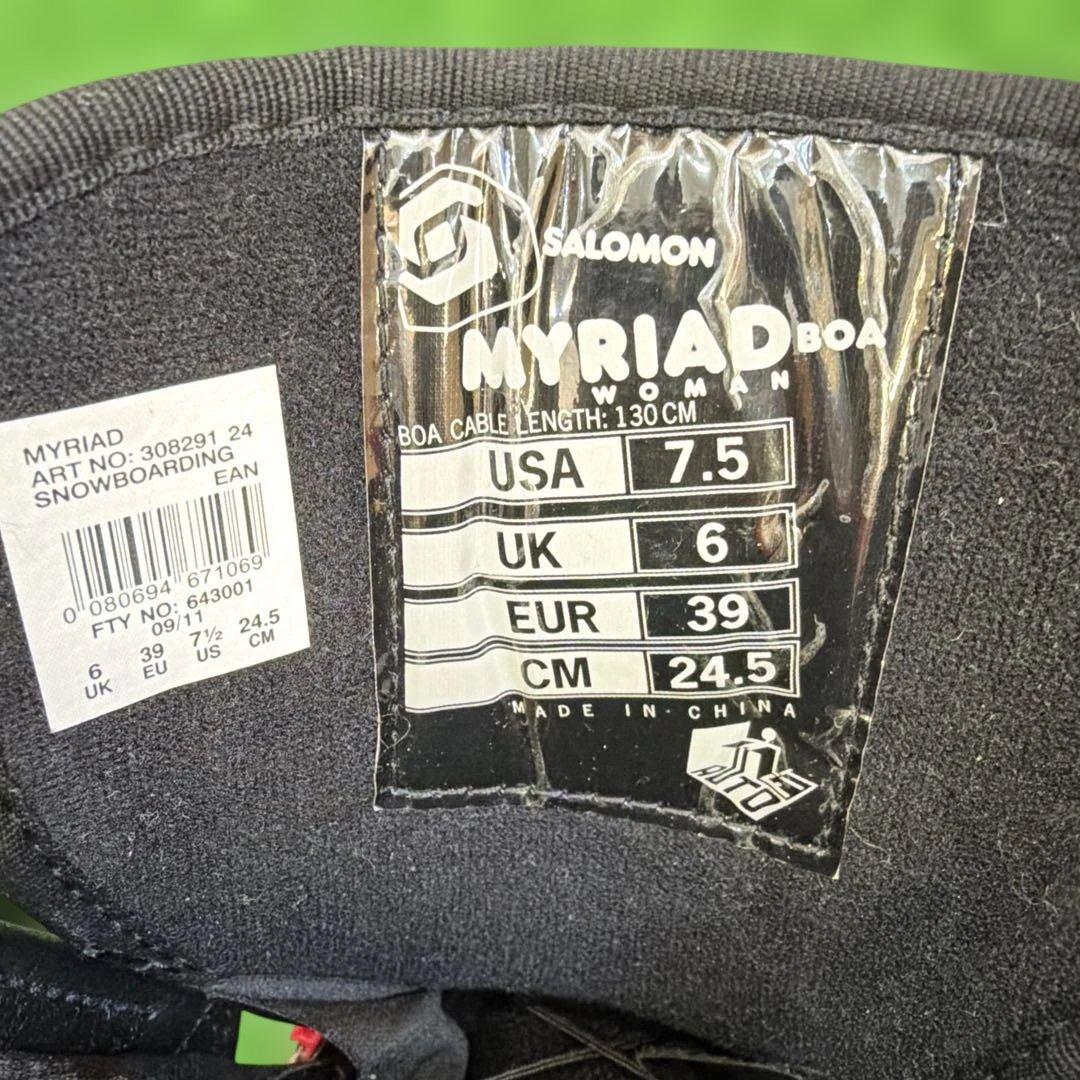 MYRIAD
ART NO: 308291 24
SNOWBOARDING
EAN
0 080694 671069
FTY NO: 643001
09/11
6 39 7½ 24.5
UK EU US CM
SALOMON
MYRIAD BOA
WOMAN
BOA CABLE LENGTH: 130 CM
USA 7.5
UK 6
EUR 39
CM 24.5
MADE IN CHINA
AUTOFIT